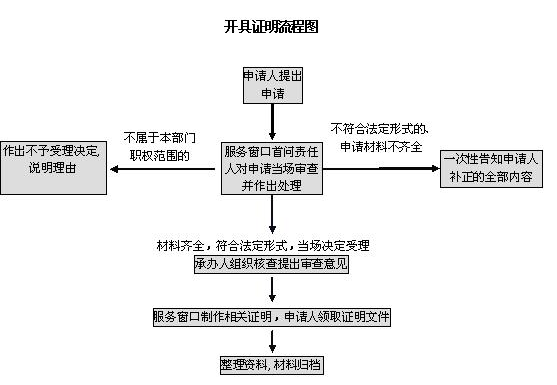 开具证明流程图
申请人提出
申请
不属于本部门
职权范围的
不符合法定形式的、
申请材料不齐全
作出不予受理决定,
说明理由
服务窗口首问责任
人对申请当场审查
并作出处理
一次性告知申请人
补正的全部内容
材料齐全，符合法定形式，当场决定受理
承办人组织核查提出审查意见
服务窗口制作相关证明，申请人领取证明文件
整理资料,材料归档